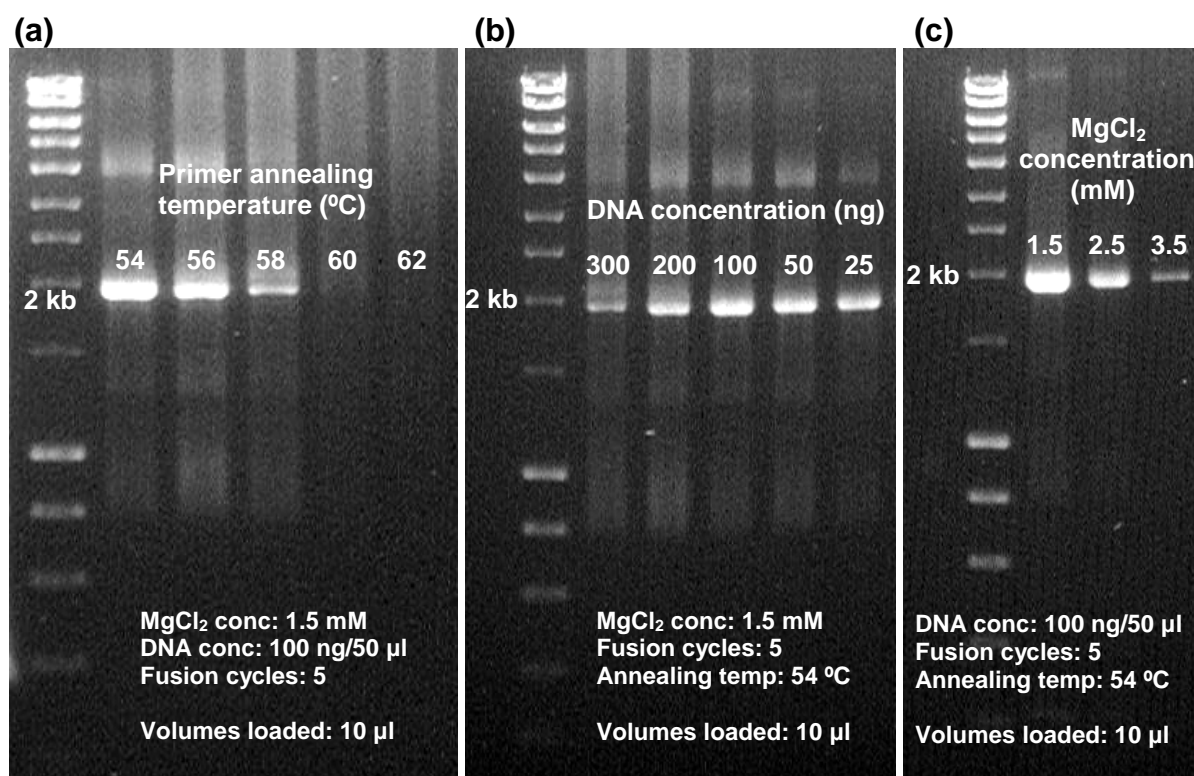 (a)
Primer annealing
temperature (ºC)
54 56 58 60 62
2 kb
MgCl₂ conc: 1.5 mM
DNA conc: 100 ng/50 µl
Fusion cycles: 5
Volumes loaded: 10 µl
(b)
DNA concentration (ng)
300 200 100 50 25
2 kb
MgCl₂ conc: 1.5 mM
Fusion cycles: 5
Annealing temp: 54 ºC
Volumes loaded: 10 µl
(c)
MgCl₂
concentration
(mM)
1.5 2.5 3.5
2 kb
DNA conc: 100 ng/50 µl
Fusion cycles: 5
Annealing temp: 54 ºC
Volumes loaded: 10 µl